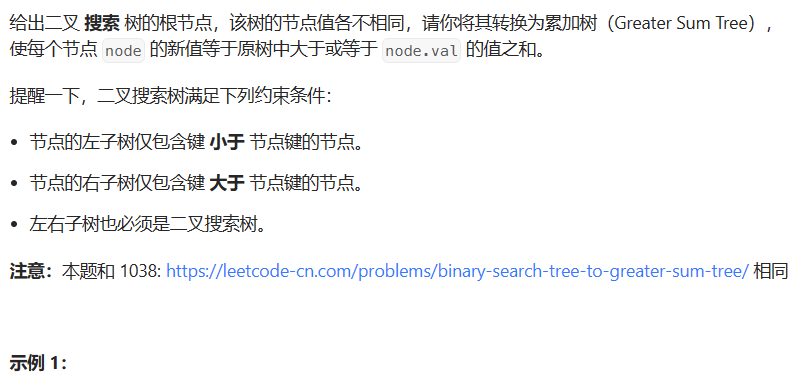 给出二叉 搜索 树的根节点，该树的节点值各不相同，请你将其转换为累加树（Greater Sum Tree），
使每个节点 node 的新值等于原树中大于或等于 node.val 的值之和。
提醒一下，二叉搜索树满足下列约束条件：
• 节点的左子树仅包含键 小于 节点键的节点。
• 节点的右子树仅包含键 大于 节点键的节点。
• 左右子树也必须是二叉搜索树。
注意：本题和 1038: https://leetcode-cn.com/problems/binary-search-tree-to-greater-sum-tree/ 相同
示例 1：